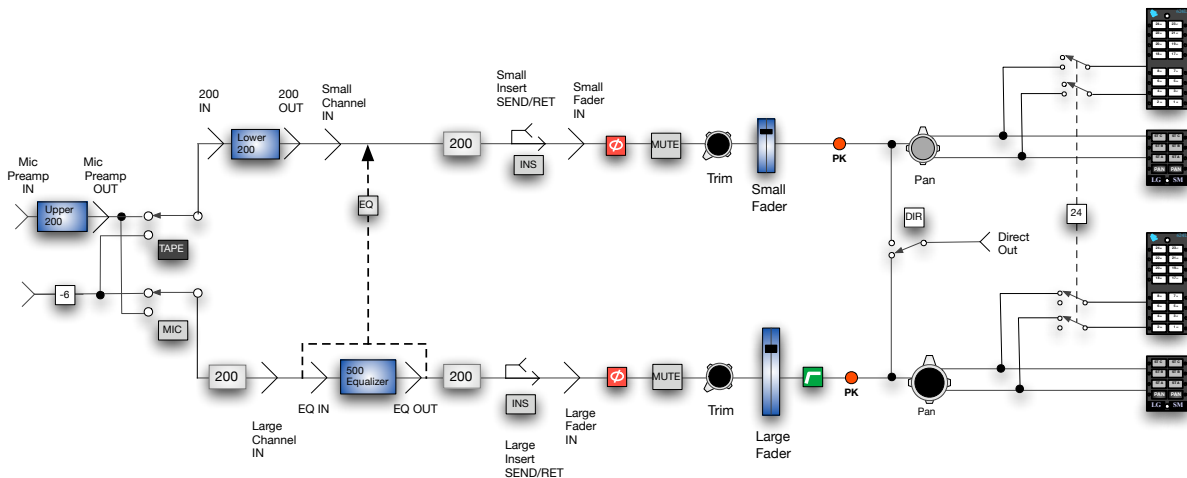 200
IN
200
OUT
Small
Channel
IN
Small
Insert
SEND/RET
Small
Fader
IN
Lower
200
200
INS
Ø
MUTE
Trim
Small
Fader
PK
Pan
Mic
Preamp
IN
Mic
Preamp
OUT
Upper
200
EQ
TAPE
DIR
Direct
Out
24
PAN
PAN
LG
SM
-6
MIC
200
Large
Channel
IN
EQ IN
500
Equalizer
EQ OUT
200
INS
Large
Insert
SEND/RET
Large
Fader
IN
Ø
MUTE
Trim
Large
Fader
PK
Pan
PAN
PAN
LG
SM